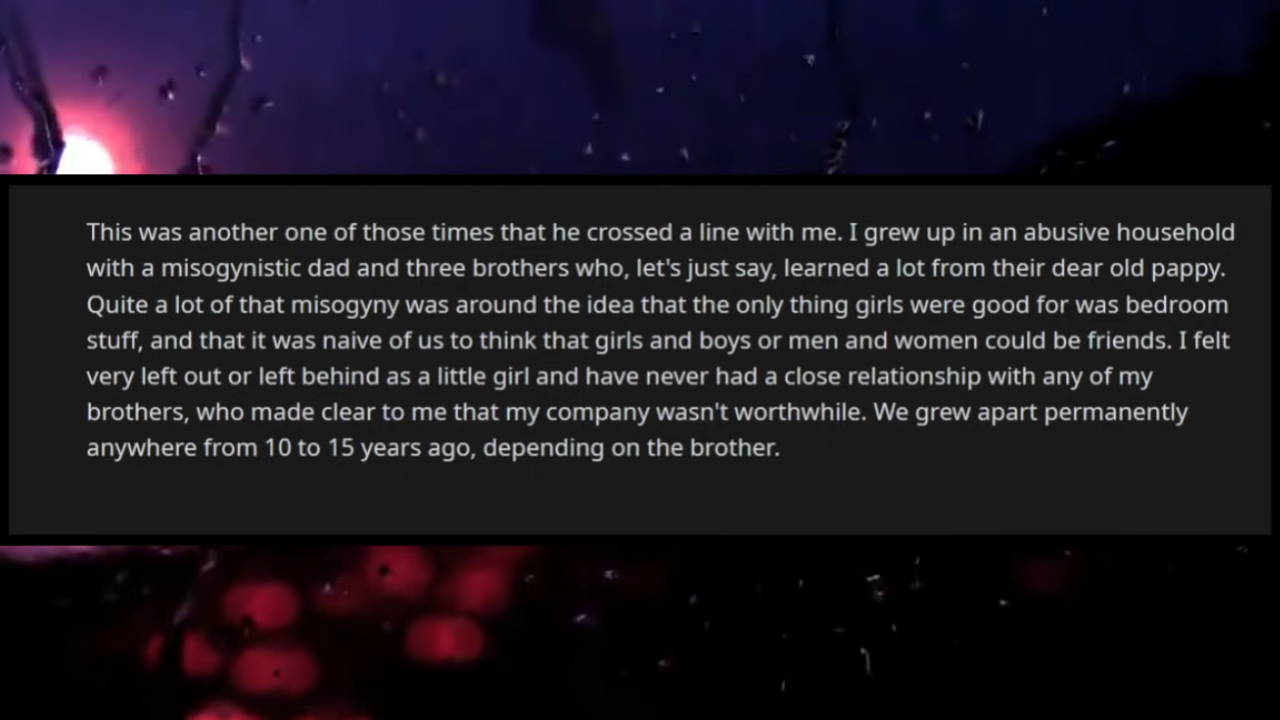 This was another one of those times that he crossed a line with me. I grew up in an abusive household
with a misogynistic dad and three brothers who, let's just say, learned a lot from their dear old pappy.
Quite a lot of that misogyny was around the idea that the only thing girls were good for was bedroom
stuff, and that it was naive of us to think that girls and boys or men and women could be friends. I felt
very left out or left behind as a little girl and have never had a close relationship with any of my
brothers, who made clear to me that my company wasn't worthwhile. We grew apart permanently
anywhere from 10 to 15 years ago, depending on the brother.